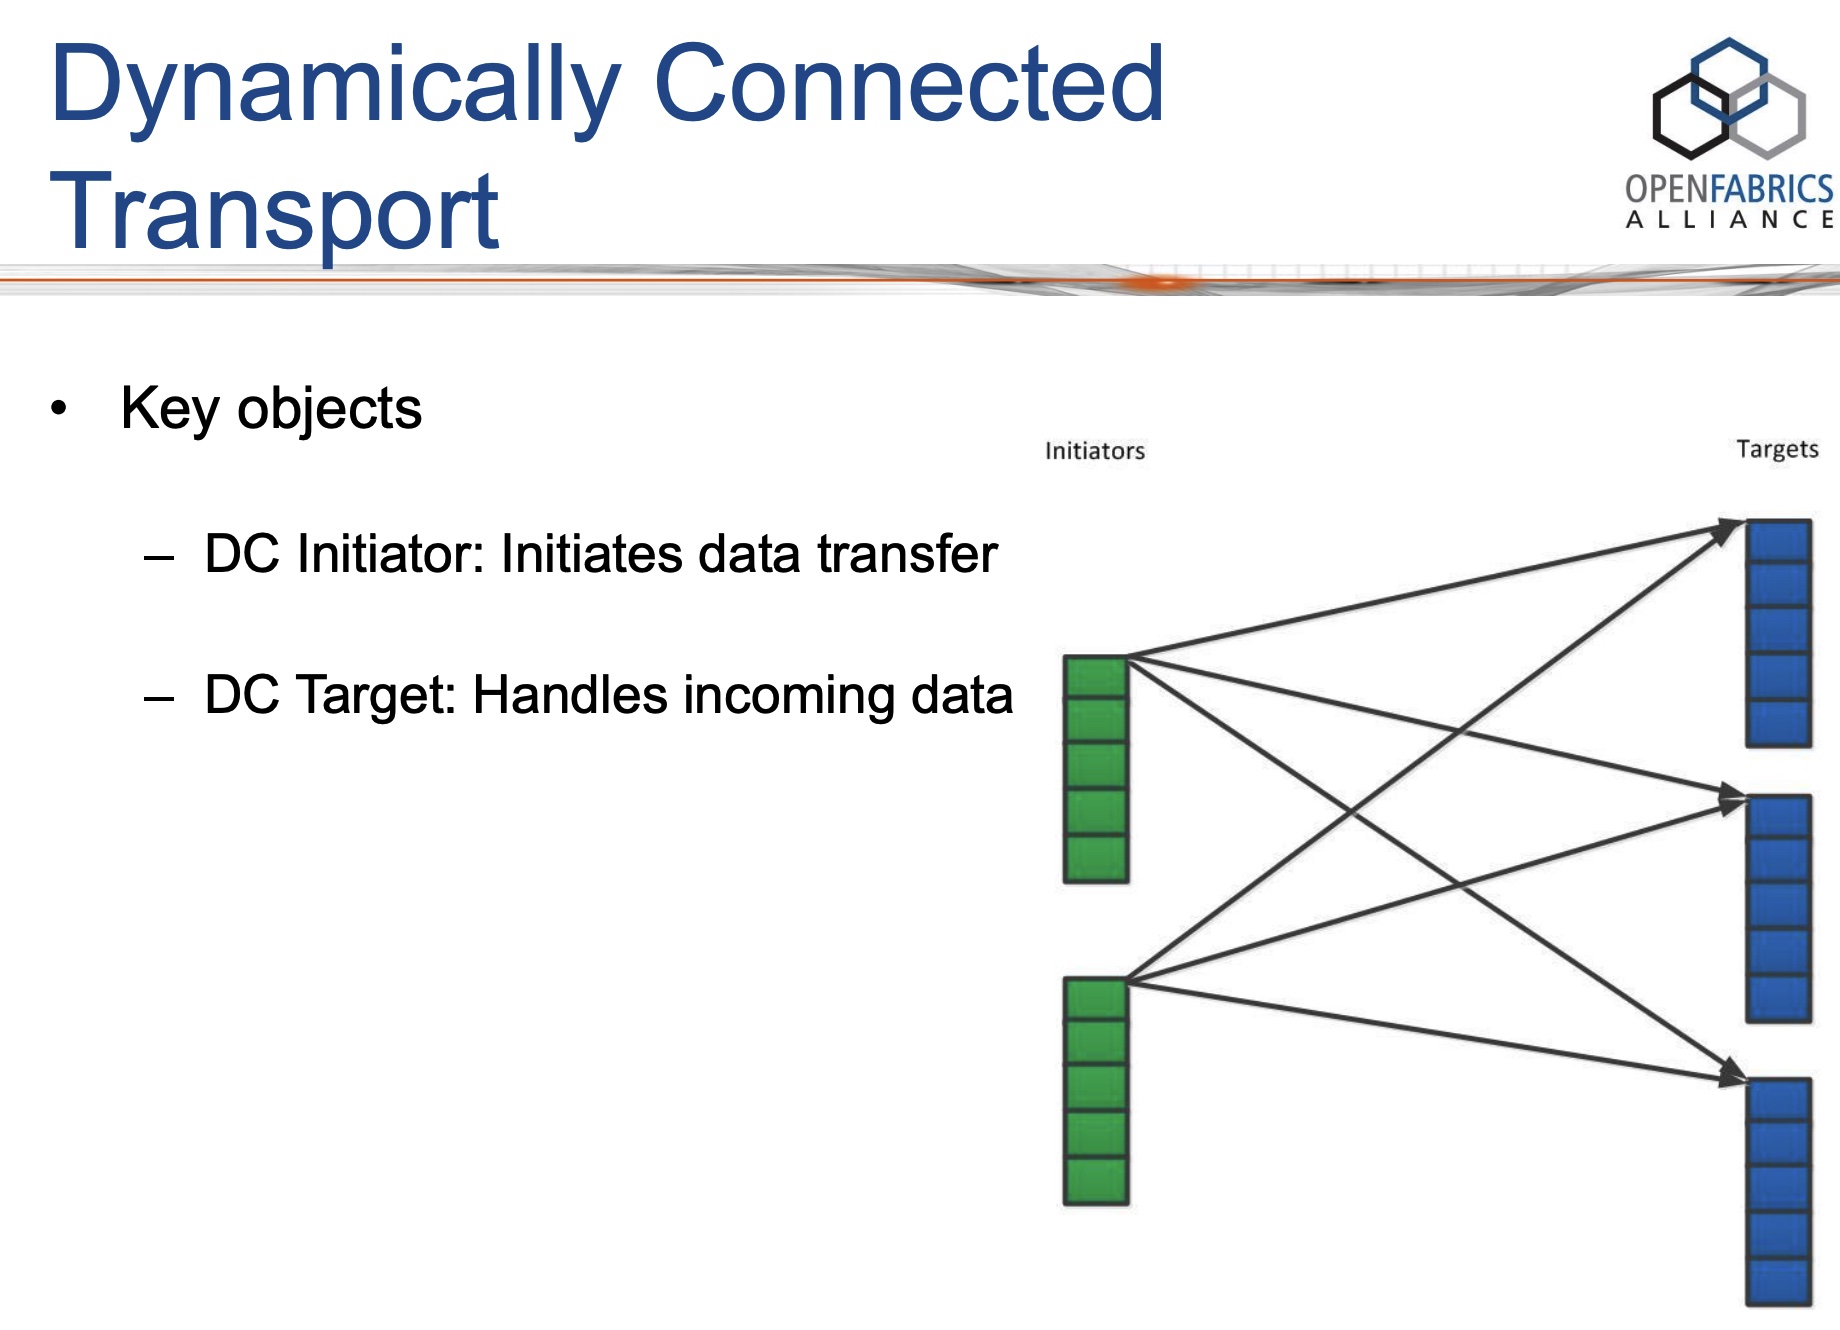 Dynamically Connected
Transport
OPENFABRICS
ALLIANCE
• Key objects
– DC Initiator: Initiates data transfer
– DC Target: Handles incoming data
Initiators
Targets